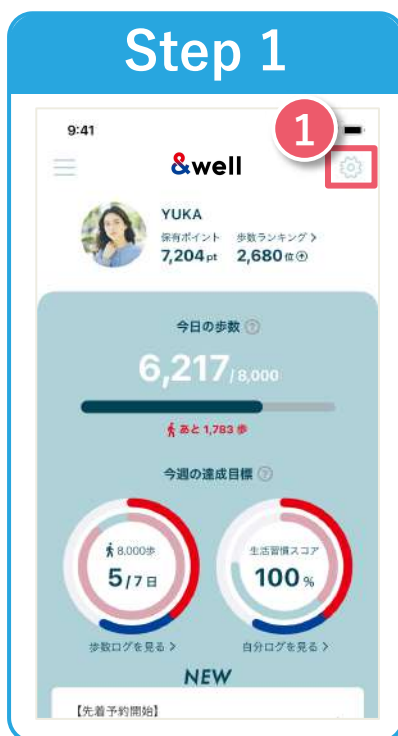 Step 1
9:41
1
&well
YUKA
保有ポイント 歩数ランキング >
7,204 pt 2,680 位
今日の歩数 ?
6,217 / 8,000
あと 1,783 歩
今週の達成目標 ?
8,000歩 生活習慣スコア
5 / 7 日 100 %
歩数ログを見る > 自分ログを見る >
NEW
【先着予約開始】